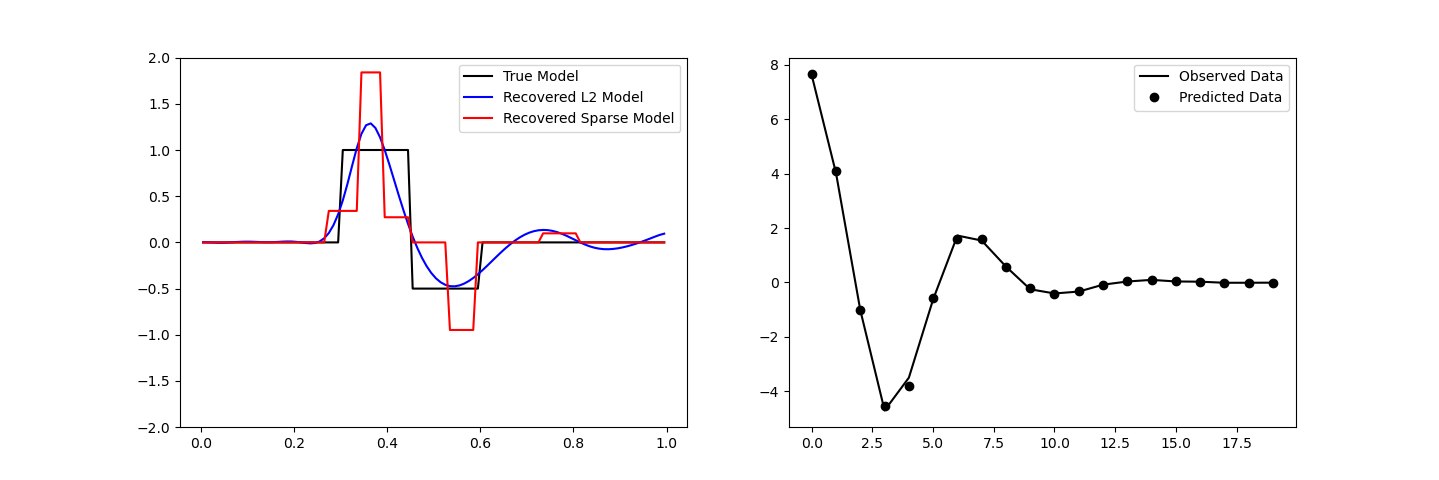 2.0
1.5
1.0
0.5
0.0
−0.5
−1.0
−1.5
−2.0
0.0 0.2 0.4 0.6 0.8 1.0
True Model
Recovered L2 Model
Recovered Sparse Model
8
6
4
2
0
−2
−4
0.0 2.5 5.0 7.5 10.0 12.5 15.0 17.5
Observed Data
Predicted Data